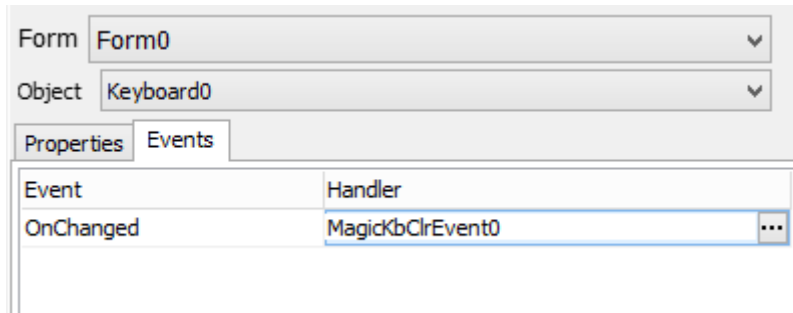 Form Form0
Object Keyboard0
Properties Events
Event Handler
OnChanged MagicKbClrEvent0 ...